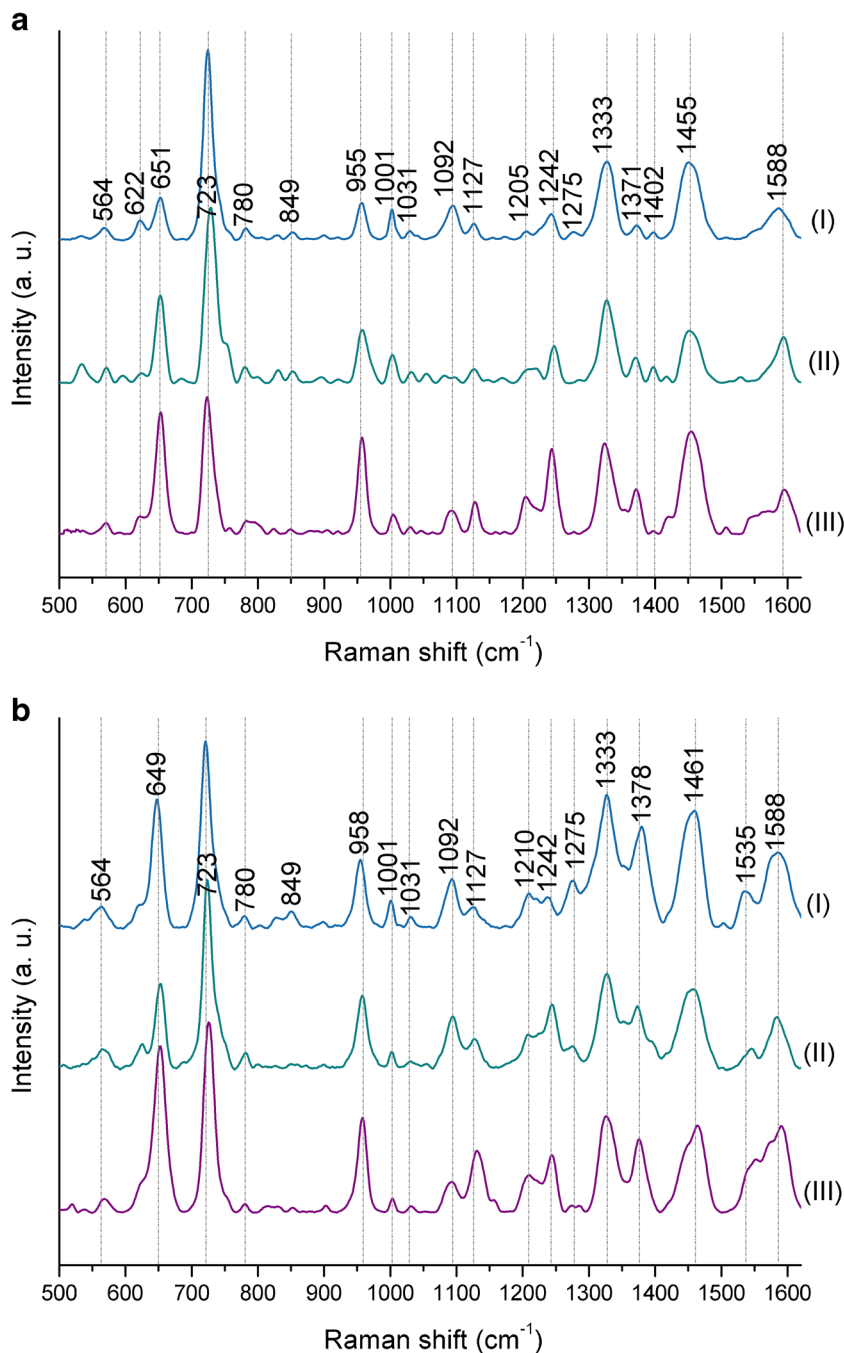 a
564 622 651 723 780 849 955 1001 1031 1092 1127 1205 1242 1275 1333 1371 1402 1455 1588
(I)
(II)
(III)
Intensity (a. u.)
500 600 700 800 900 1000 1100 1200 1300 1400 1500 1600
Raman shift (cm⁻¹)
b
564 649 723 780 849 958 1001 1031 1092 1127 1210 1242 1275 1333 1378 1461 1535 1588
(I)
(II)
(III)
Intensity (a. u.)
500 600 700 800 900 1000 1100 1200 1300 1400 1500 1600
Raman shift (cm⁻¹)